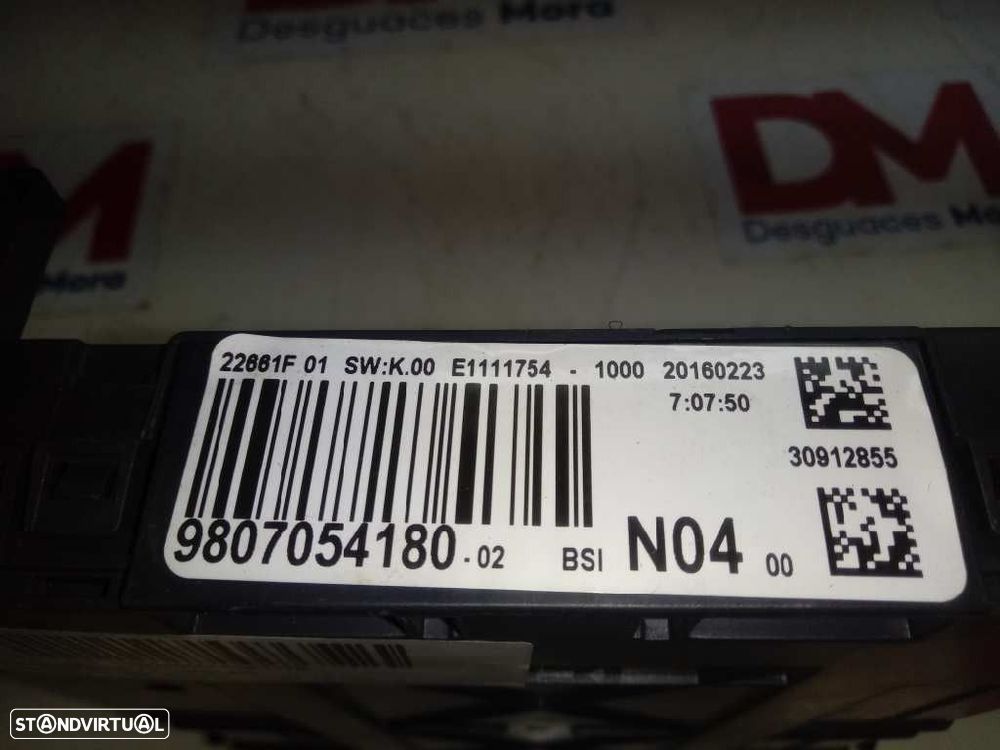 Desguaces Mora
DM
Desguaces Mora
M
Mora
22661F 01 SW:K.00 E1111754 - 1000 20160223
7:07:50
30912855
9807054180-02 BSI N04 00
STANDVIRTUAL